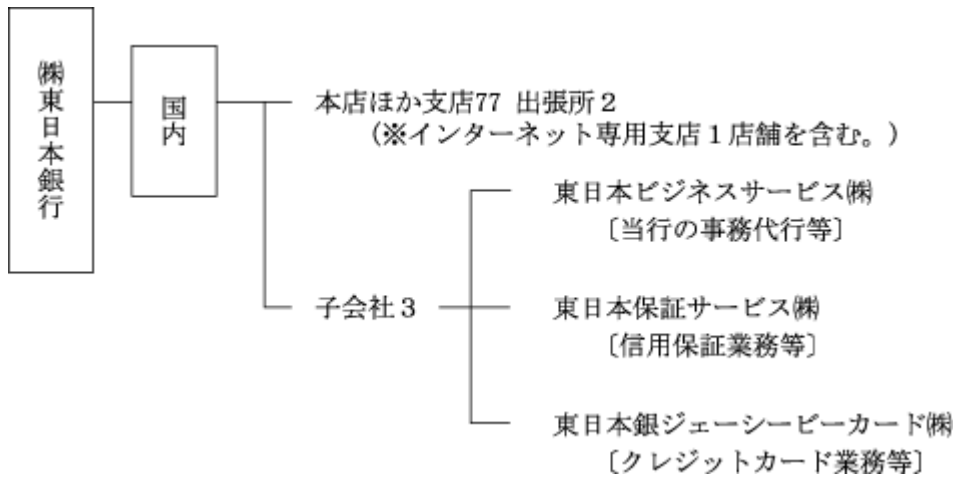 ㈱東日本銀行
国内
本店ほか支店77 出張所2
(※インターネット専用支店1店舗を含む。)
子会社3
東日本ビジネスサービス㈱
〔当行の事務代行等〕
東日本保証サービス㈱
〔信用保証業務等〕
東日本銀ジェーシービーカード㈱
〔クレジットカード業務等〕